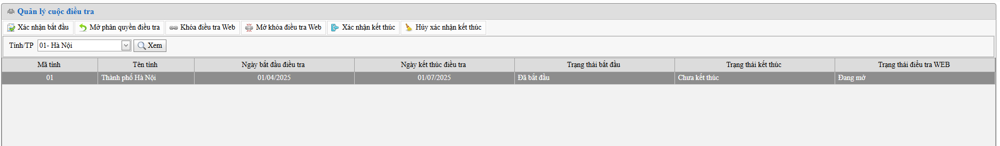 Quản lý cuộc điều tra
Xác nhận bắt đầu Mở phân quyền điều tra Khóa điều tra Web Mở khóa điều tra Web Xác nhận kết thúc Hủy xác nhận kết thúc
Tỉnh/TP 01- Hà Nội Xem
Mã tỉnh Tên tỉnh Ngày bắt đầu điều tra Ngày kết thúc điều tra Trạng thái bắt đầu Trạng thái kết thúc Trạng thái điều tra WEB
01 Thành phố Hà Nội 01/04/2025 01/07/2025 Đã bắt đầu Chưa kết thúc Đang mở